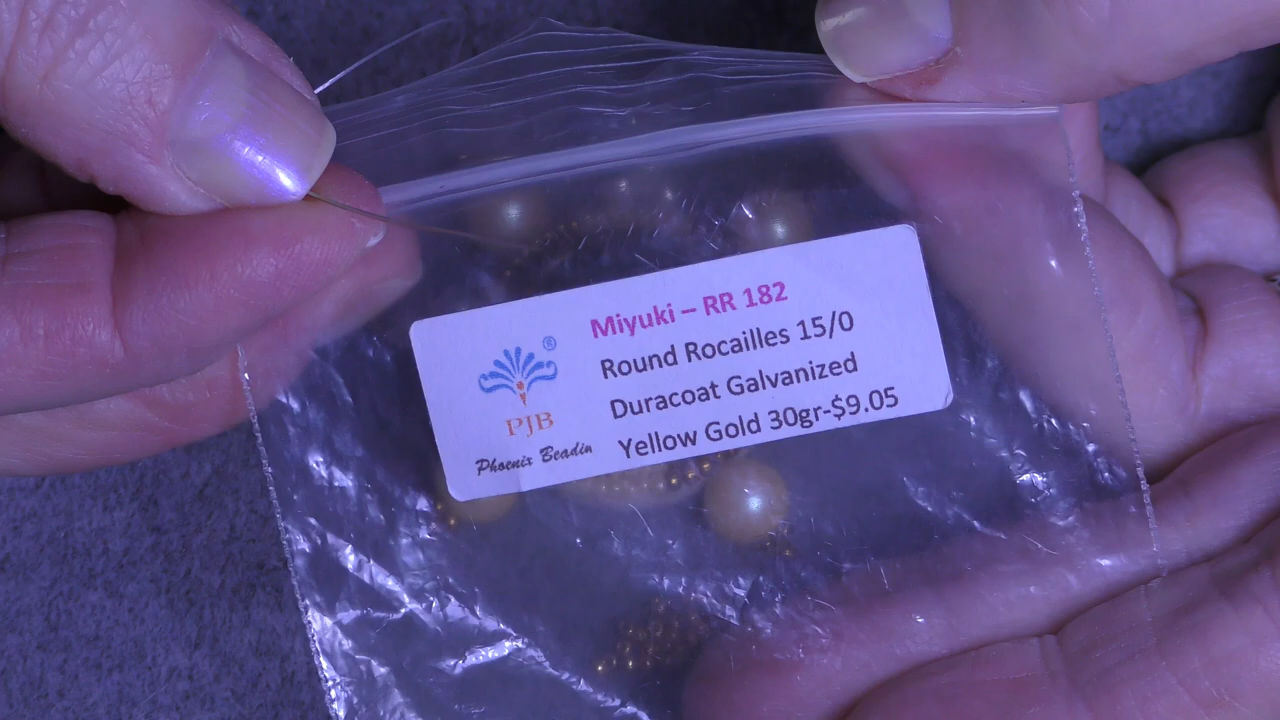 Miyuki – RR 182
Round Rocailles 15/0
Duracoat Galvanized
Yellow Gold 30gr-$9.05
®
PJB
Phoenix Beadin